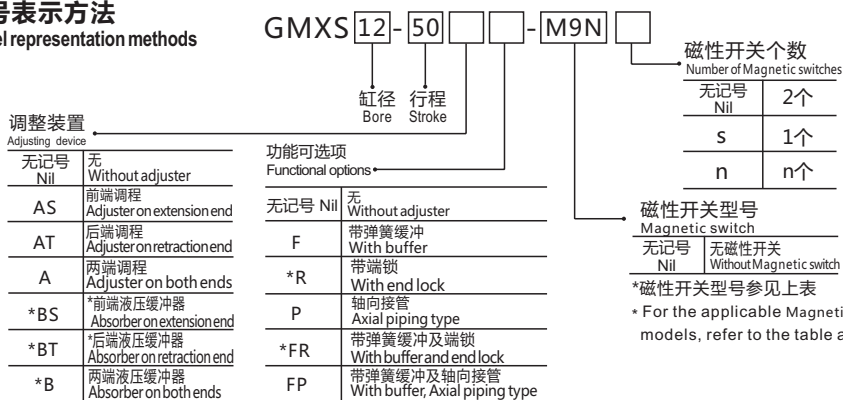 号表示方法
el representation methods
GMXS 12 - 50 - M9N
缸径 行程
Bore Stroke
磁性开关个数
Number of Magnetic switches
无记号 Nil 2个
s 1个
n n个
调整装置
Adjusting device
无记号 Nil 无 Without adjuster
AS 前端调程 Adjuster on extension end
AT 后端调程 Adjuster on retraction end
A 两端调程 Adjuster on both ends
*BS *前端液压缓冲器 Absorber on extension end
*BT *后端液压缓冲器 Absorber on retraction end
*B 两端液压缓冲器 Absorber on both ends
功能可选项
Functional options
无记号 Nil 无 Without adjuster
F 带弹簧缓冲 With buffer
*R 带端锁 With end lock
P 轴向接管 Axial piping type
*FR 带弹簧缓冲及端锁 With buffer and end lock
FP 带弹簧缓冲及轴向接管 With buffer, Axial piping type
磁性开关型号
Magnetic switch
无记号 Nil 无磁性开关 Without Magnetic switch
*磁性开关型号参见上表
* For the applicable Magneti
models, refer to the table a